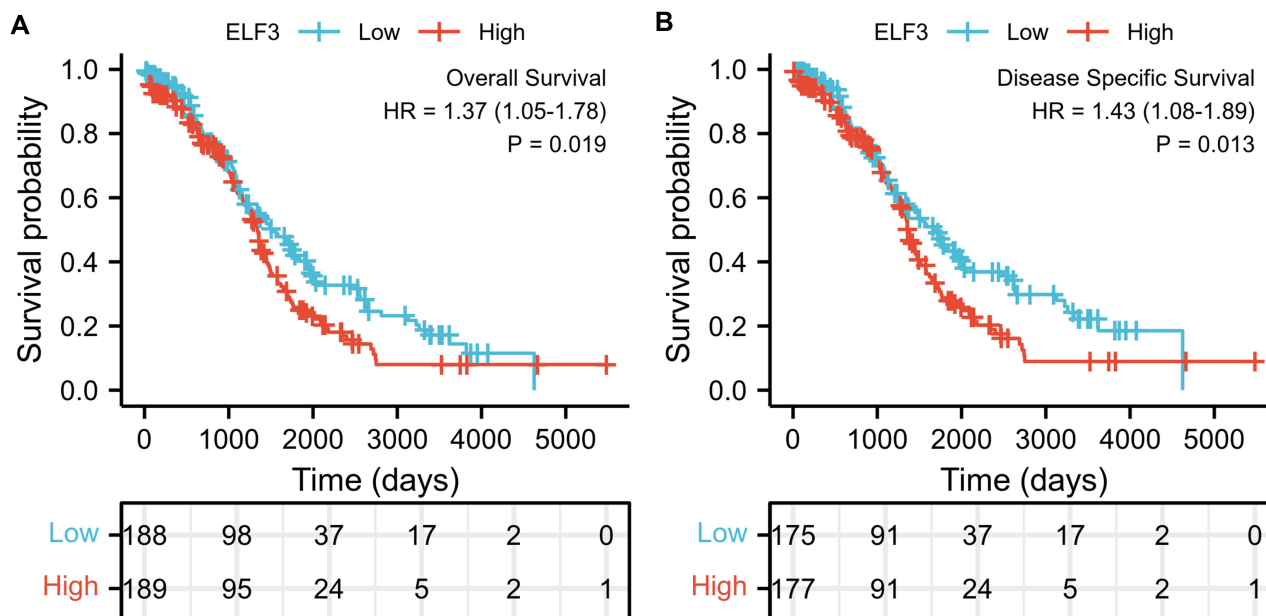 A
ELF3 Low High
Overall Survival
HR = 1.37 (1.05-1.78)
P = 0.019
Survival probability
1.0
0.8
0.6
0.4
0.2
0.0
0 1000 2000 3000 4000 5000
Time (days)
Low 188 98 37 17 2 0
High 189 95 24 5 2 1
B
ELF3 Low High
Disease Specific Survival
HR = 1.43 (1.08-1.89)
P = 0.013
Survival probability
1.0
0.8
0.6
0.4
0.2
0.0
0 1000 2000 3000 4000 5000
Time (days)
Low 175 91 37 17 2 0
High 177 91 24 5 2 1